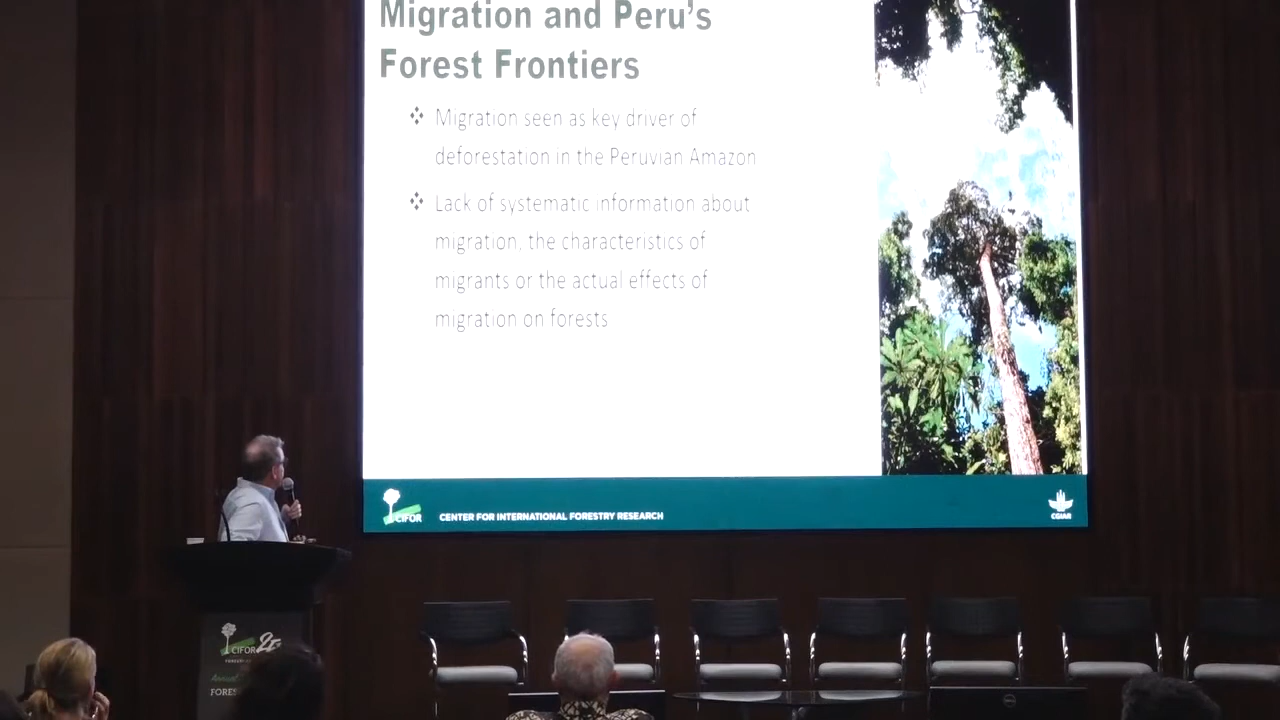 Migration and Peru's
Forest Frontiers
Migration seen as key driver of
deforestation in the Peruvian Amazon
Lack of systematic information about
migration, the characteristics of
migrants or the actual effects of
migration on forests
CIFOR
CENTER FOR INTERNATIONAL FORESTRY RESEARCH
CGIAR
CIFOR
Annual